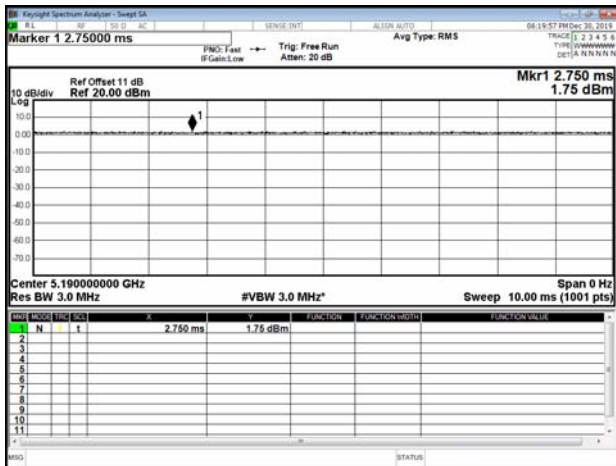 Keysight Spectrum Analyzer - Swept SA
RL RF 50 Ω AC SENSE:INT ALIGN AUTO 06:19:57 PM Dec 30, 2019
Marker 1 2.75000 ms Avg Type: RMS TRACE 1 2 3 4 5 6
PNO: Fast Trig: Free Run TYPE WWWWWW
IFGain:Low Atten: 20 dB DET A N N N N N
Mkr1 2.750 ms
Ref Offset 11 dB
10 dB/div Ref 20.00 dBm 1.75 dBm
Log
1
10.0
0.00
-10.0
-20.0
-30.0
-40.0
-50.0
-60.0
-70.0
Center 5.190000000 GHz Span 0 Hz
Res BW 3.0 MHz #VBW 3.0 MHz* Sweep 10.00 ms (1001 pts)
MKR MODE TRC SCL X Y FUNCTION FUNCTION WIDTH FUNCTION VALUE
1 N 1 t 2.750 ms 1.75 dBm
2
3
4
5
6
7
8
9
10
11
MSG STATUS